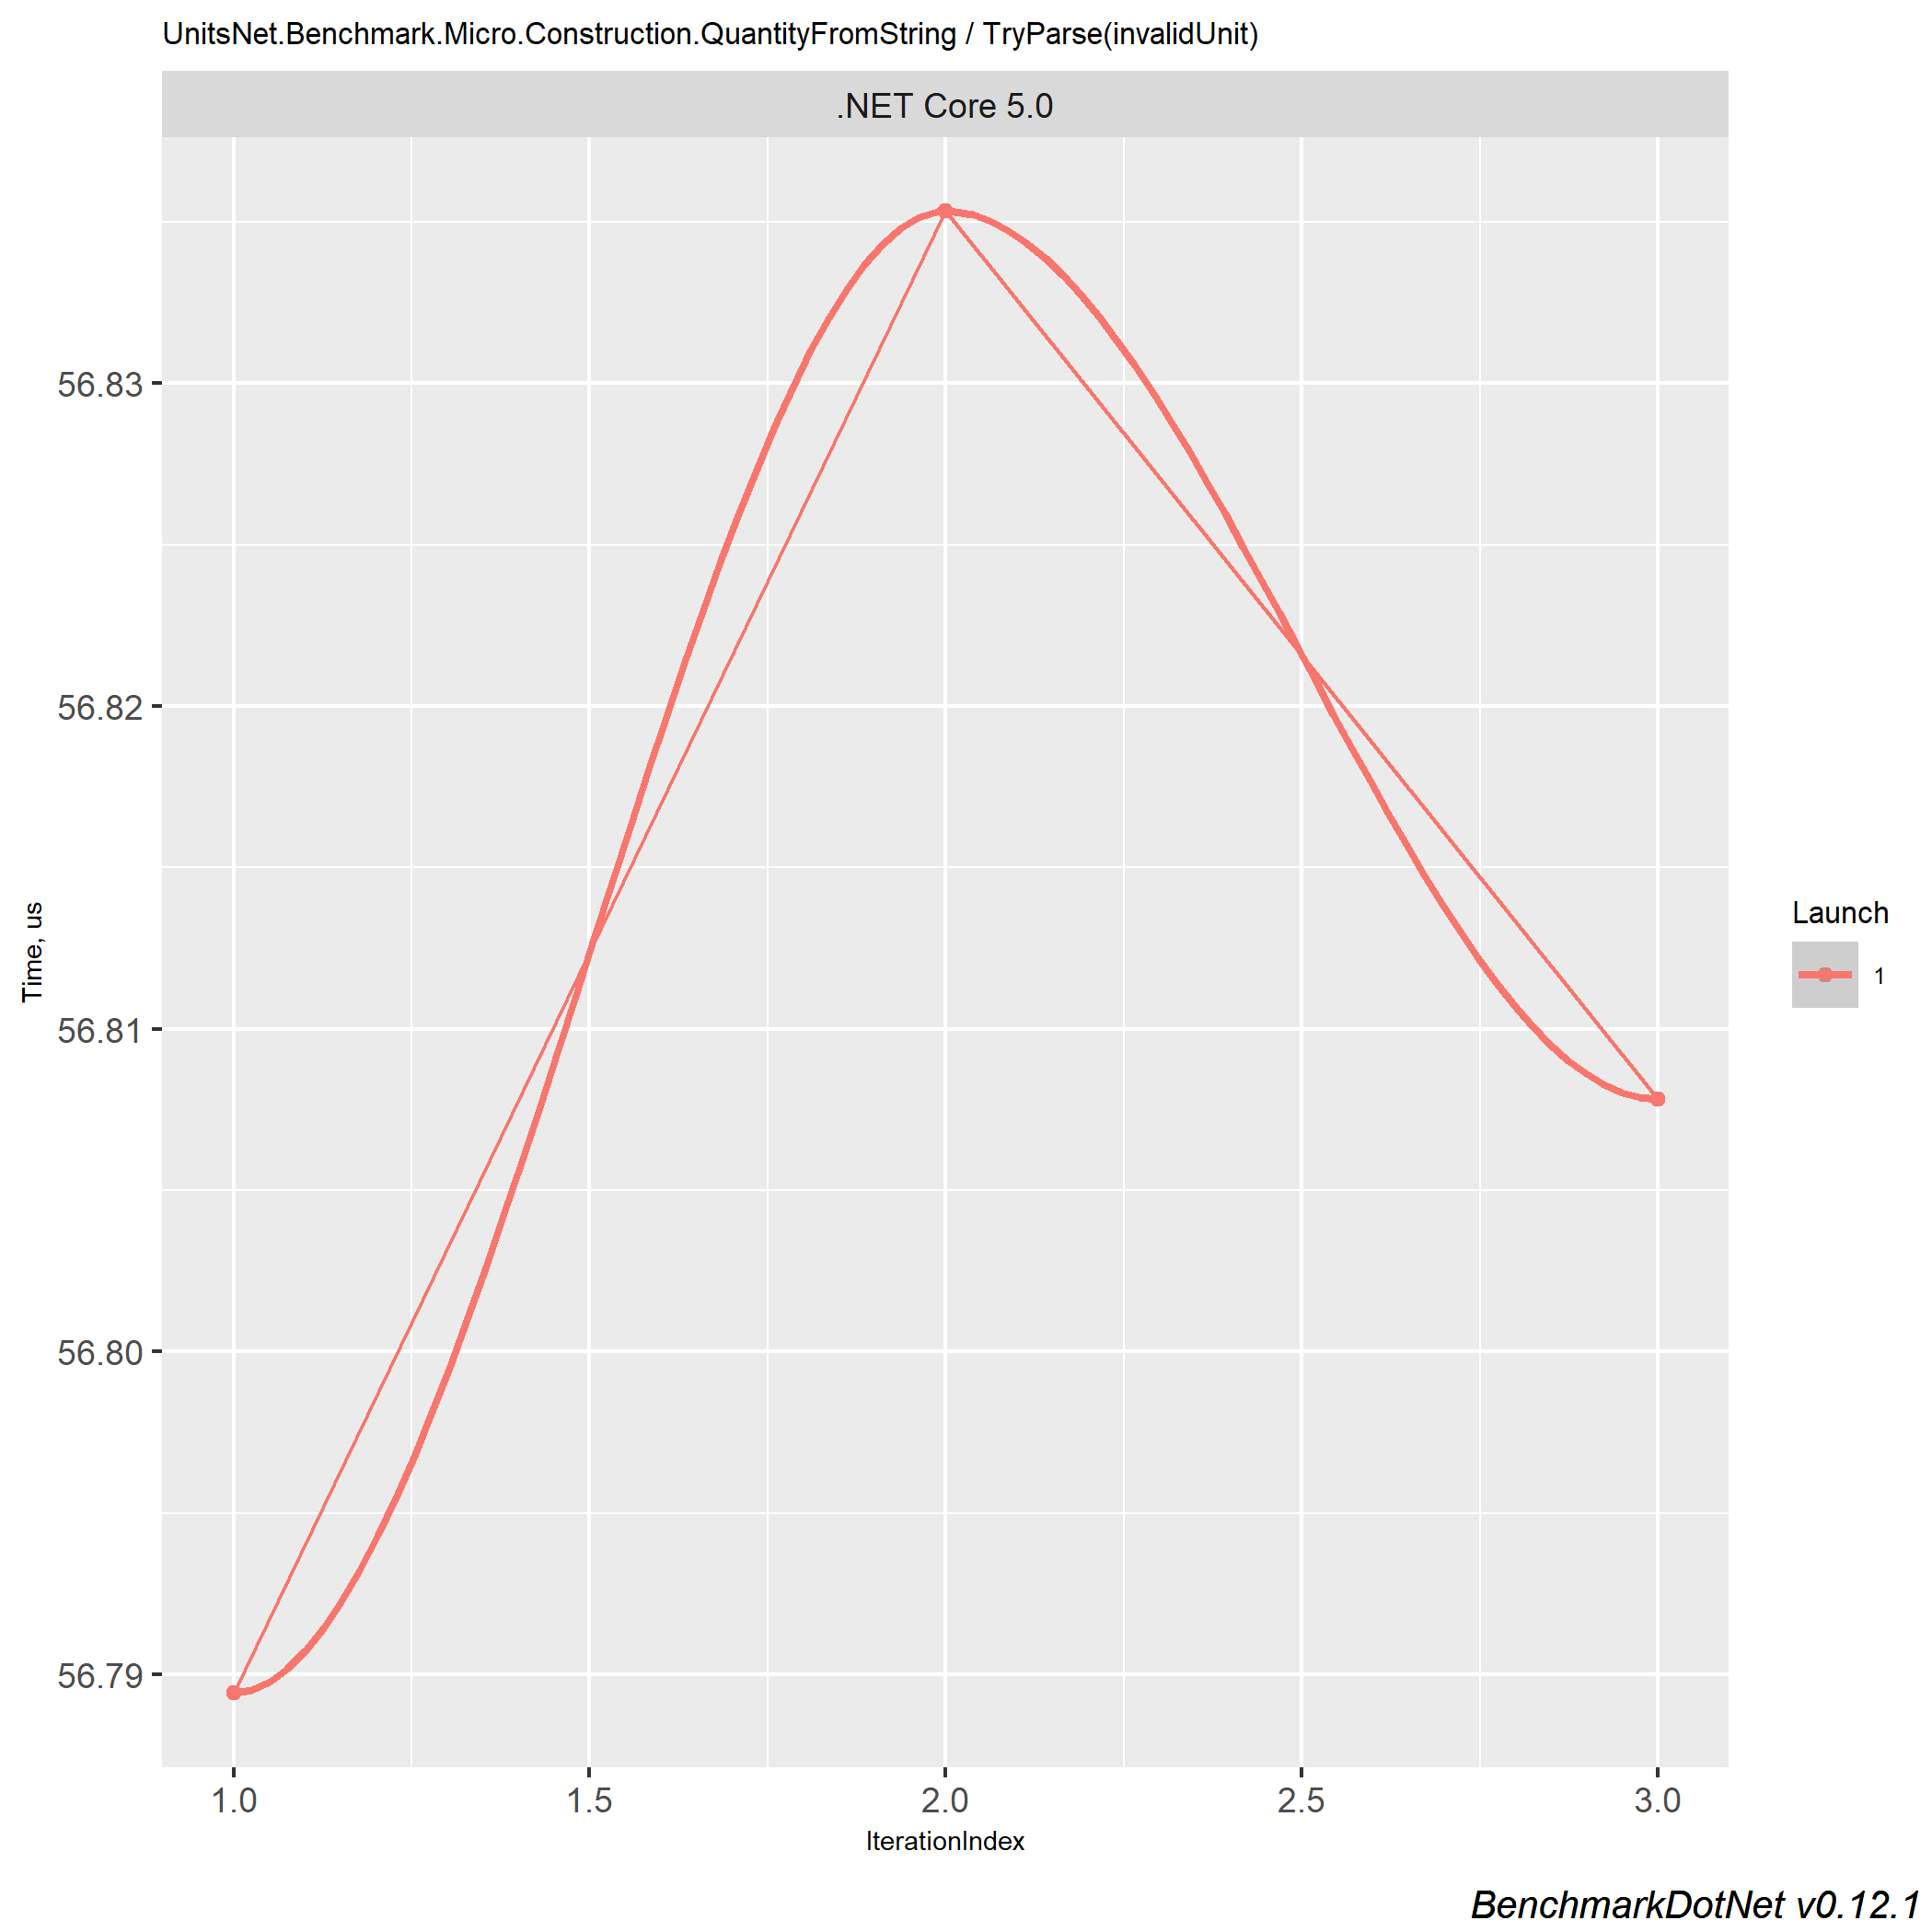 UnitsNet.Benchmark.Micro.Construction.QuantityFromString / TryParse(invalidUnit)
.NET Core 5.0
56.83
56.82
56.81
56.80
56.79
Time, us
1.0 1.5 2.0 2.5 3.0
IterationIndex
Launch
1
BenchmarkDotNet v0.12.1